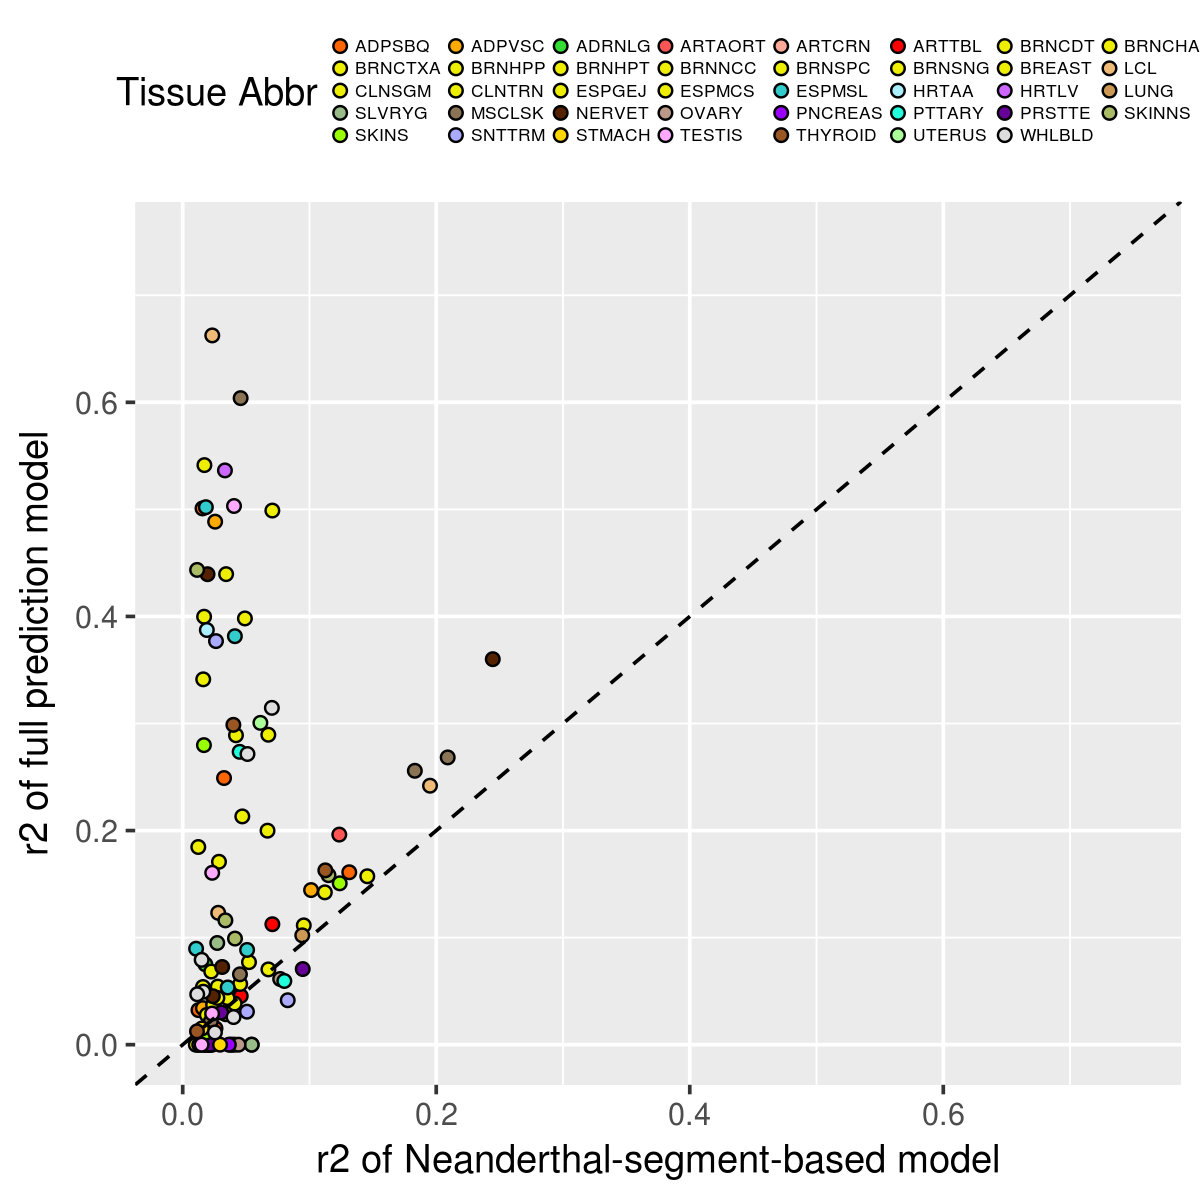 Tissue Abbr
ADPSBQ ADPVSC ADRNLG ARTAORT ARTCRN ARTTBL BRNCDT BRNCHA
BRNCTXA BRNHPP BRNHPT BRNNCC BRNSPC BRNSNG BREAST LCL
CLNSGM CLNTRN ESPGEJ ESPMCS ESPMSL HRTAA HRTLV LUNG
SLVRYG MSCLSK NERVET OVARY PNCREAS PTTARY PRSTTE SKINNS
SKINS SNTTRM STMACH TESTIS THYROID UTERUS WHLBLD
r2 of full prediction model
0.6
0.4
0.2
0.0
0.0 0.2 0.4 0.6
r2 of Neanderthal-segment-based model